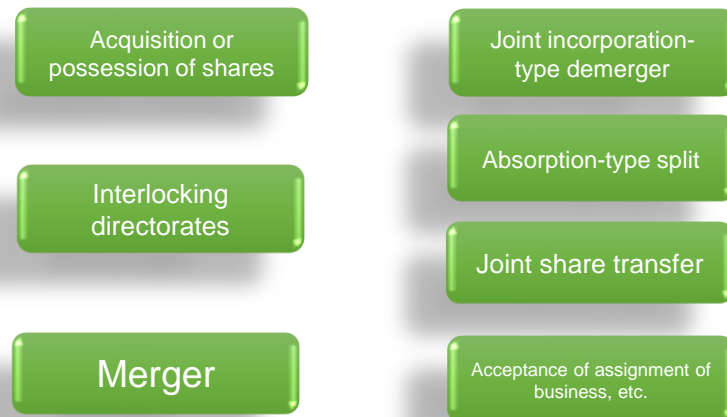 Acquisition or
possession of shares
Interlocking
directorates
Merger
Joint incorporation-
type demerger
Absorption-type split
Joint share transfer
Acceptance of assignment of
business, etc.